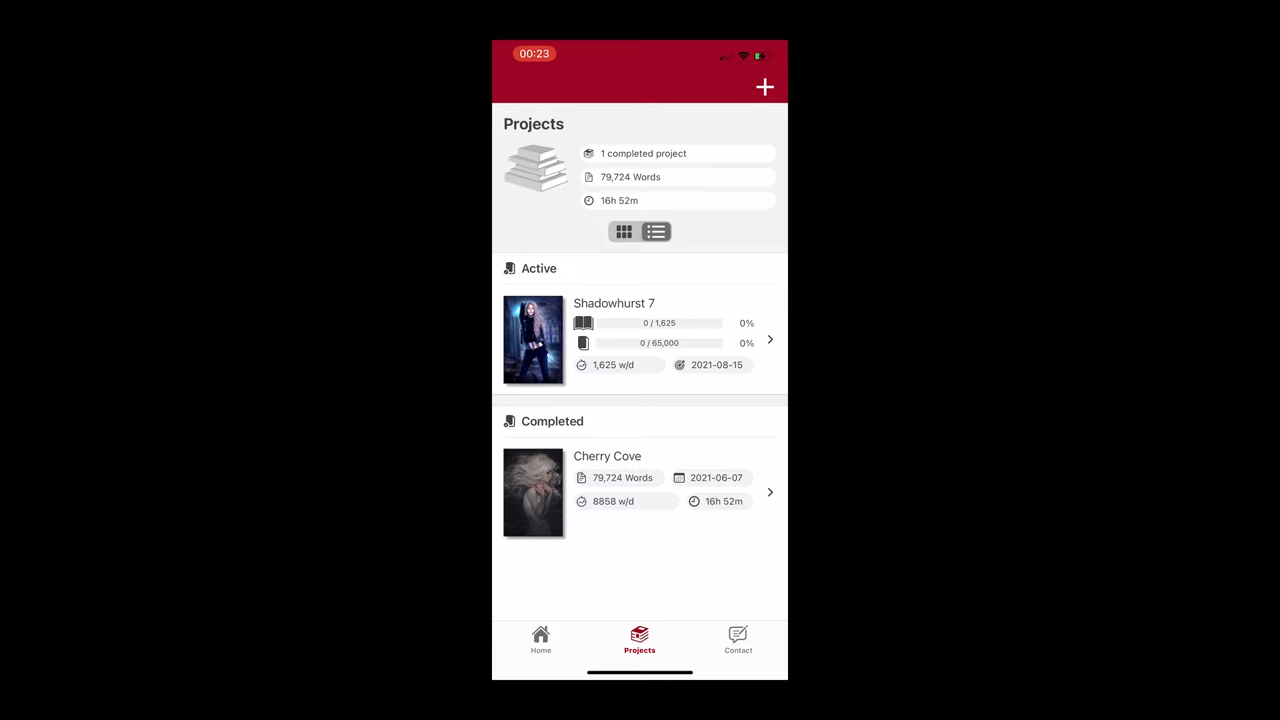 00:23
Projects
1 completed project
79,724 Words
16h 52m
Active
Shadowhurst 7
0 / 1,625 0%
0 / 65,000 0%
1,625 w/d 2021-08-15
Completed
Cherry Cove
79,724 Words 2021-06-07
8858 w/d 16h 52m
Home Projects Contact